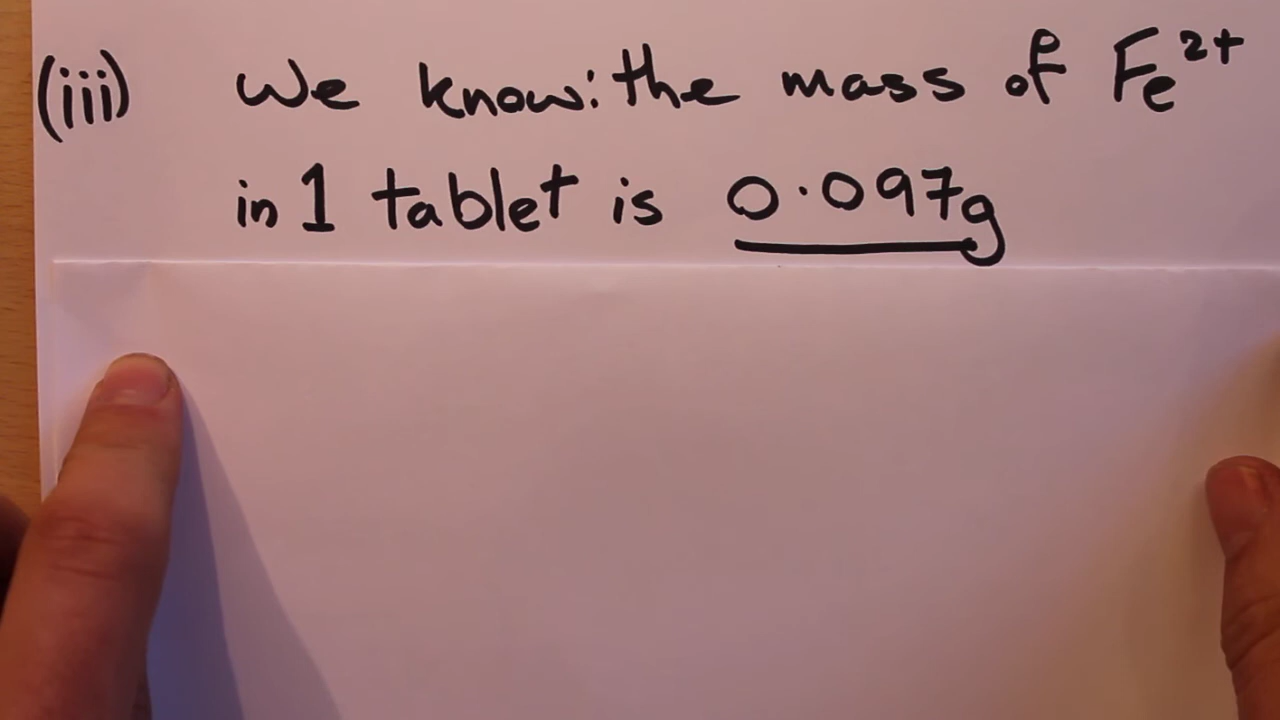 (iii) We know: the mass of Fe²⁺
in 1 tablet is 0.097g